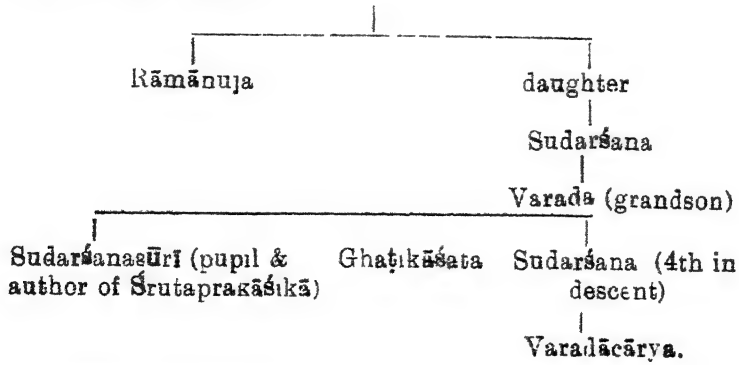 Rāmānuja daughter
Sudarśana
Varada (grandson)
Sudarśanasūrī (pupil & Ghaṭikāśata Sudarśana (4th in
author of Śrutaprakāśikā) descent)
Varadācārya.